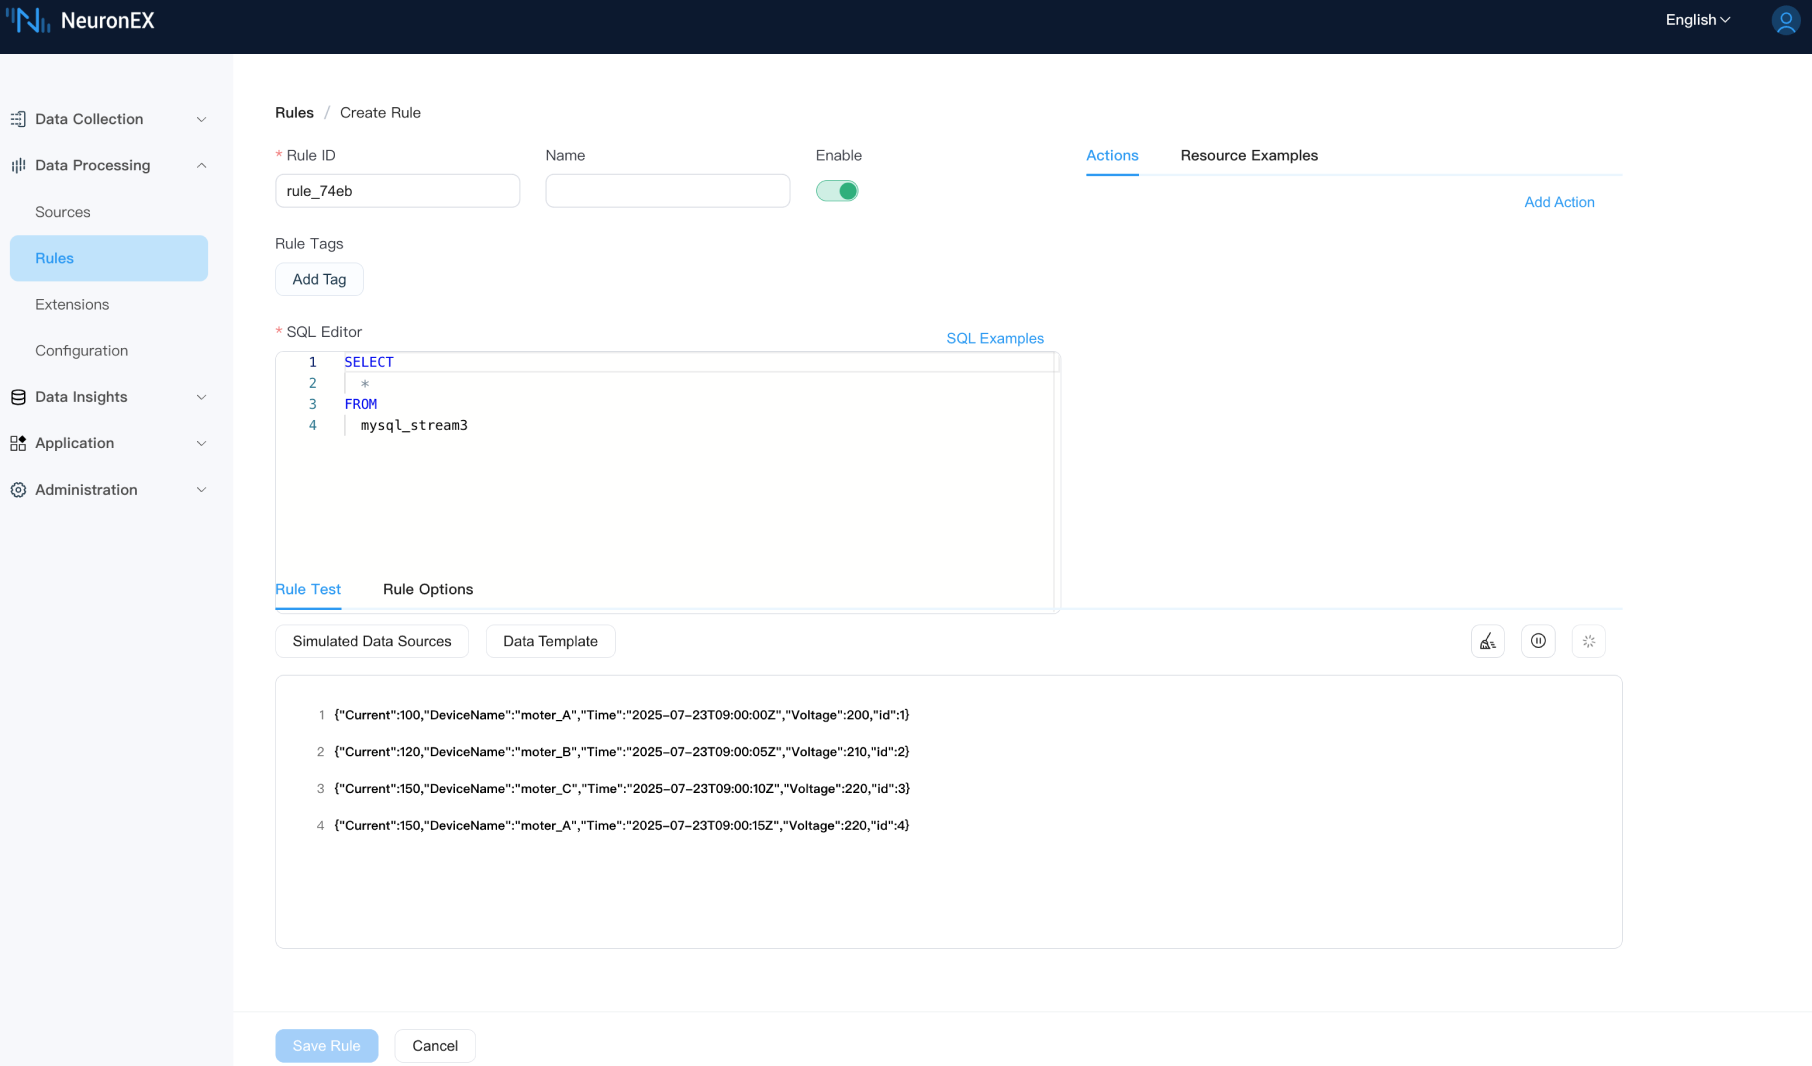 NeuronEX
English
Data Collection
Data Processing
Sources
Rules
Extensions
Configuration
Data Insights
Application
Administration
Rules / Create Rule
* Rule ID
Name
Enable
rule_74eb
Rule Tags
Add Tag
* SQL Editor
SQL Examples
1 SELECT
2 *
3 FROM
4 mysql_stream3
Actions
Resource Examples
Add Action
Rule Test
Rule Options
Simulated Data Sources
Data Template
1 {"Current":100,"DeviceName":"moter_A","Time":"2025-07-23T09:00:00Z","Voltage":200,"id":1}
2 {"Current":120,"DeviceName":"moter_B","Time":"2025-07-23T09:00:05Z","Voltage":210,"id":2}
3 {"Current":150,"DeviceName":"moter_C","Time":"2025-07-23T09:00:10Z","Voltage":220,"id":3}
4 {"Current":150,"DeviceName":"moter_A","Time":"2025-07-23T09:00:15Z","Voltage":220,"id":4}
Save Rule
Cancel